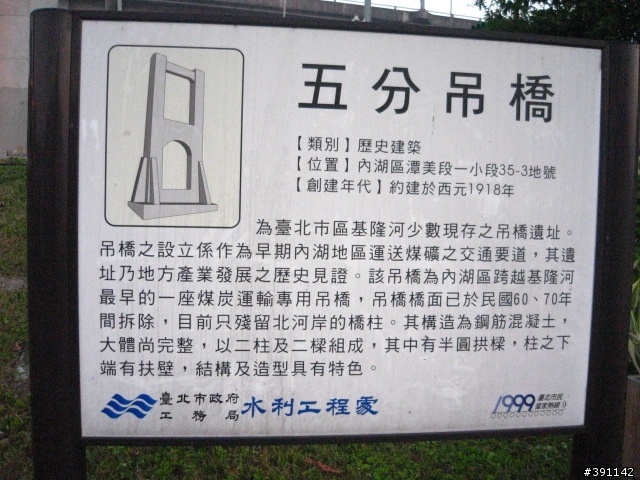 五分吊橋
【類別】歷史建築
【位置】內湖區潭美段一小段35-3地號
【創建年代】約建於西元1918年
為臺北市區基隆河少數現存之吊橋遺址。
吊橋之設立係作為早期內湖地區運送煤礦之交通要道，其遺
址乃地方產業發展之歷史見證。該吊橋為內湖區跨越基隆河
最早的一座煤炭運輸專用吊橋，吊橋橋面已於民國60、70年
間拆除，目前只殘留北河岸的橋柱。其構造為鋼筋混凝土，
大體尚完整，以二柱及二樑組成，其中有半圓拱樑，柱之下
端有扶壁，結構及造型具有特色。
臺北市政府
工務局 水利工程處
1999 臺北市民
當家熱線
#391142